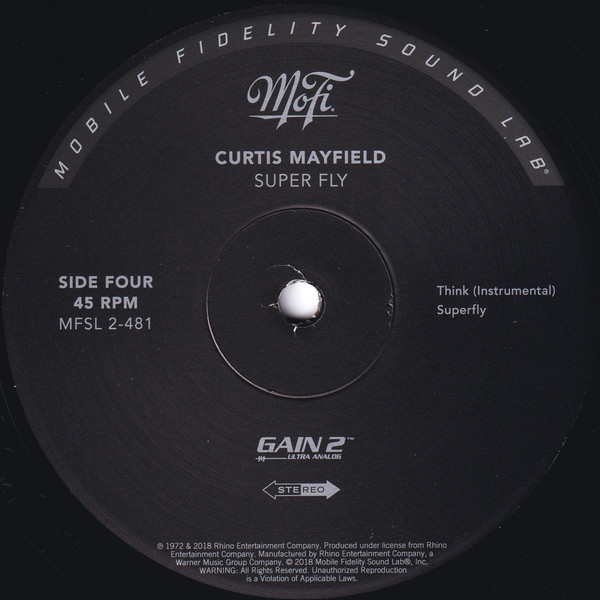 MOBILE FIDELITY SOUND LAB®
MoFi®
CURTIS MAYFIELD
SUPER FLY
SIDE FOUR
45 RPM
MFSL 2-481
Think (Instrumental)
Superfly
GAIN 2™
ULTRA ANALOG
STEREO
℗ 1972 & 2018 Rhino Entertainment Company. Produced under license from Rhino
Entertainment Company. Manufactured by Rhino Entertainment Company, a
Warner Music Group Company. © 2018 Mobile Fidelity Sound Lab®, Inc.
WARNING: All Rights Reserved. Unauthorized Reproduction
is a Violation of Applicable Laws.